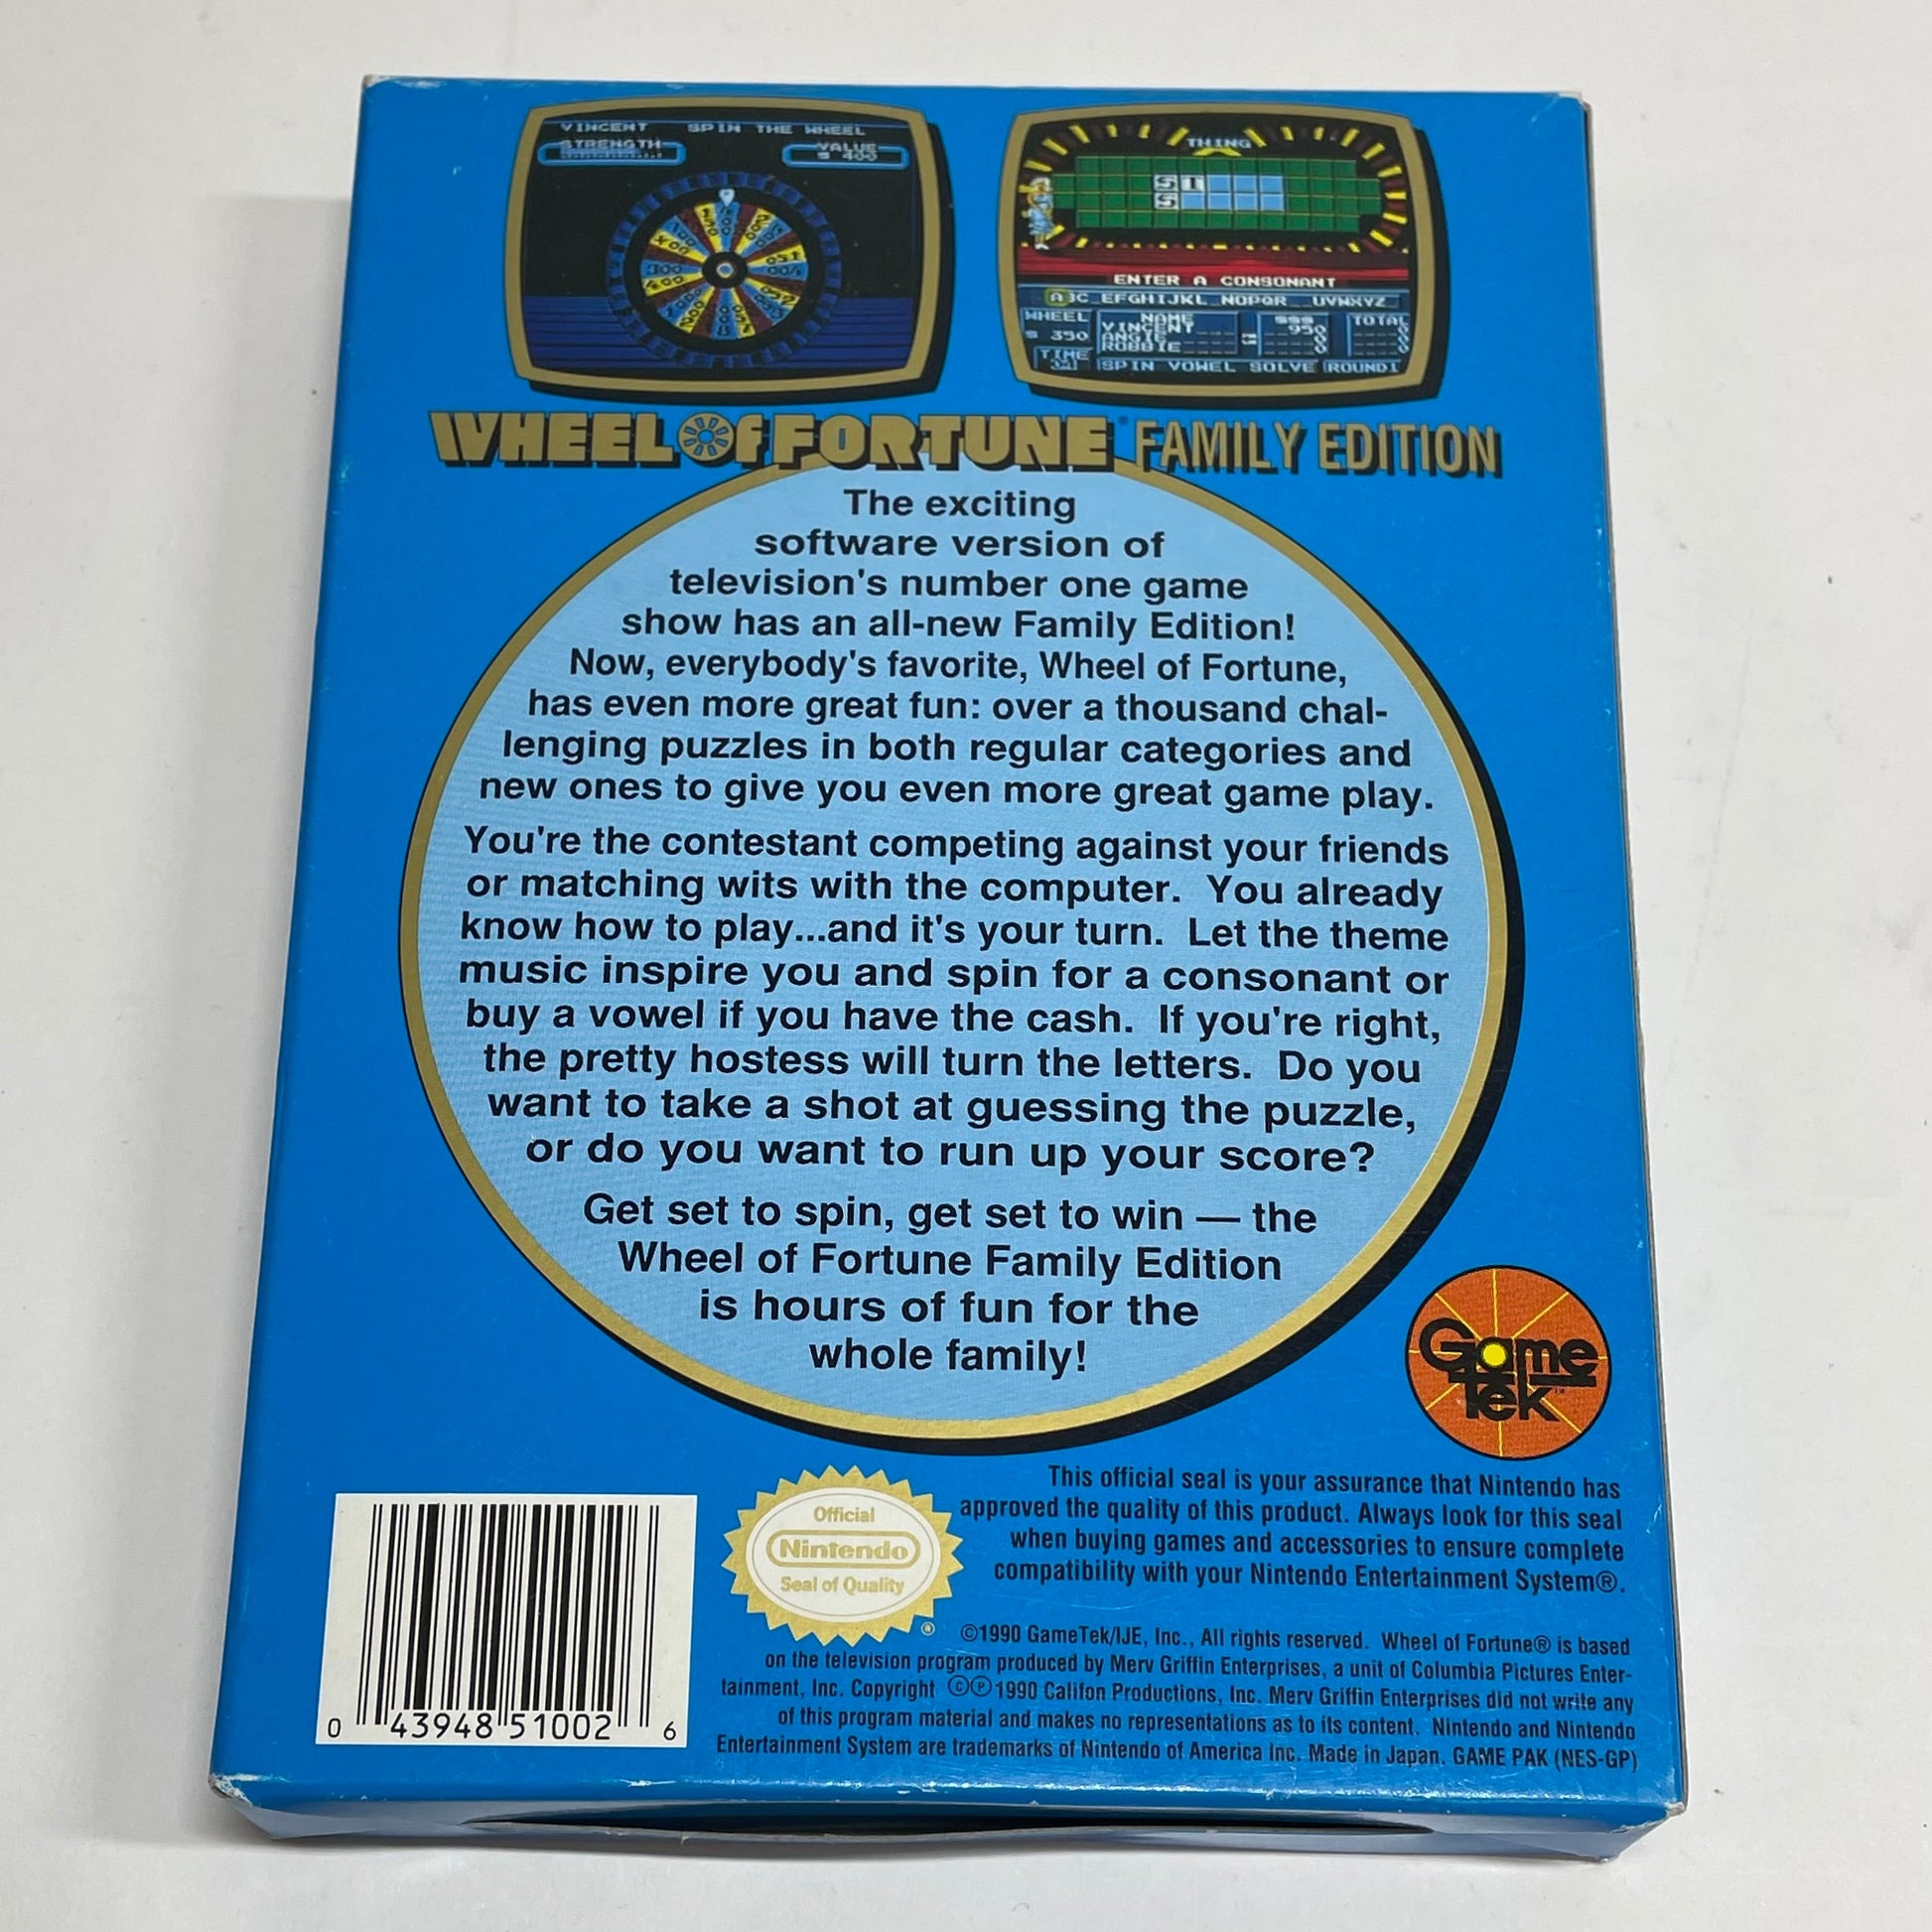 VINCENT SPIN THE WHEEL
STRENGTH
VALUE
$ 400
THING
S I
S
ENTER A CONSONANT
ABC_EFGHIJKL_NOPQR__UVWXYZ
WHEEL NAME $$$ TOTAL
$ 350 VINCENT 950 0
ANGIE 0 0
ROBBIE 0 0
TIME
SPIN VOWEL SOLVE ROUND1
WHEEL Of FORTUNE® FAMILY EDITION
The exciting
software version of
television's number one game
show has an all-new Family Edition!
Now, everybody's favorite, Wheel of Fortune,
has even more great fun: over a thousand chal-
lenging puzzles in both regular categories and
new ones to give you even more great game play.
You're the contestant competing against your friends
or matching wits with the computer. You already
know how to play...and it's your turn. Let the theme
music inspire you and spin for a consonant or
buy a vowel if you have the cash. If you're right,
the pretty hostess will turn the letters. Do you
want to take a shot at guessing the puzzle,
or do you want to run up your score?
Get set to spin, get set to win — the
Wheel of Fortune Family Edition
is hours of fun for the
whole family!
Game
Tek™
Official
Nintendo
Seal of Quality
®
This official seal is your assurance that Nintendo has
approved the quality of this product. Always look for this seal
when buying games and accessories to ensure complete
compatibility with your Nintendo Entertainment System®.
©1990 GameTek/IJE, Inc., All rights reserved. Wheel of Fortune® is based
on the television program produced by Merv Griffin Enterprises, a unit of Columbia Pictures Enter-
tainment, Inc. Copyright ©℗1990 Califon Productions, Inc. Merv Griffin Enterprises did not write any
of this program material and makes no representations as to its content. Nintendo and Nintendo
Entertainment System are trademarks of Nintendo of America Inc. Made in Japan. GAME PAK (NES-GP)
0 43948 51002 6